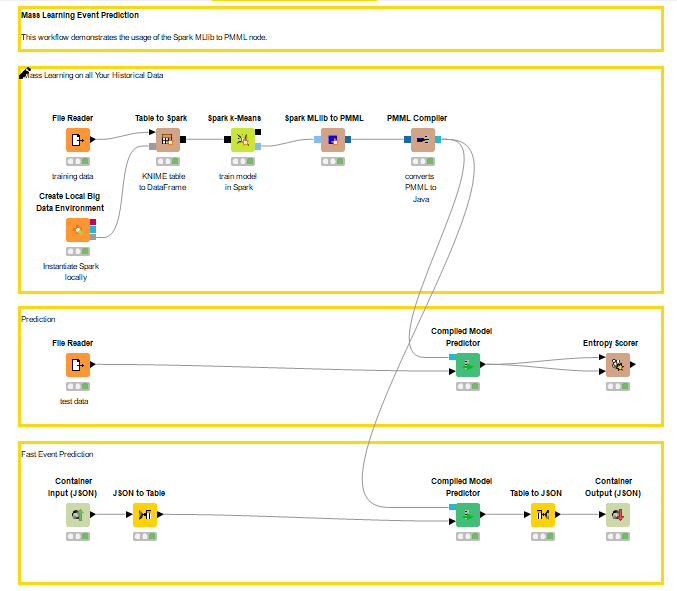 Mass Learning Event Prediction
This workflow demonstrates the usage of the Spark MLlib to PMML node.
Mass Learning on all Your Historical Data
File Reader
Table to Spark
Spark k-Means
Spark MLlib to PMML
PMML Compiler
training data
KNIME table
to DataFrame
train model
in Spark
converts
PMML to
Java
Create Local Big
Data Environment
Instantiate Spark
locally
Prediction
File Reader
Compiled Model
Predictor
Entropy Scorer
test data
Fast Event Prediction
Container
Input (JSON)
JSON to Table
Compiled Model
Predictor
Table to JSON
Container
Output (JSON)